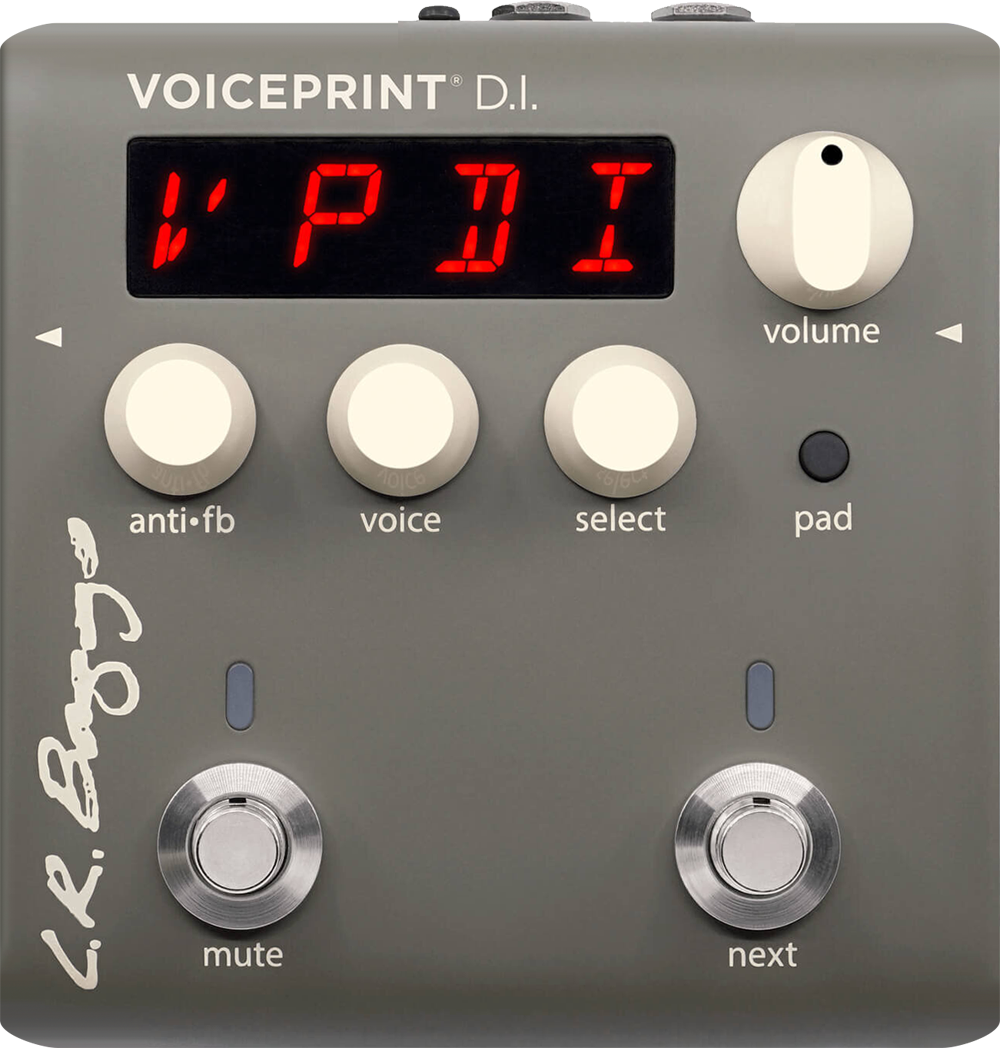 VOICEPRINT® D.I.
VPDI
volume
anti•fb
voice
select
pad
L.R. Baggs
mute
next